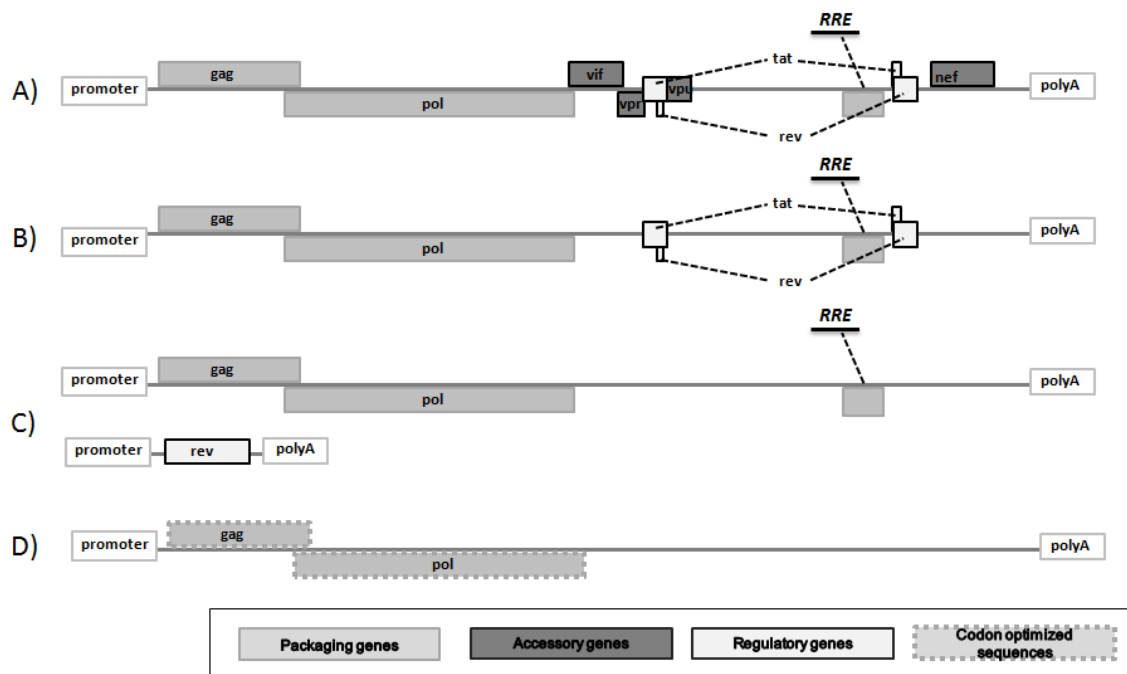 RRE
gag
vif
tat
nef
A)
promoter
vpr
vpu
polyA
pol
rev
RRE
gag
tat
B)
promoter
polyA
pol
rev
RRE
gag
promoter
polyA
pol
C)
promoter
rev
polyA
gag
D)
promoter
polyA
pol
Packaging genes
Accessory genes
Regulatory genes
Codon optimized
sequences